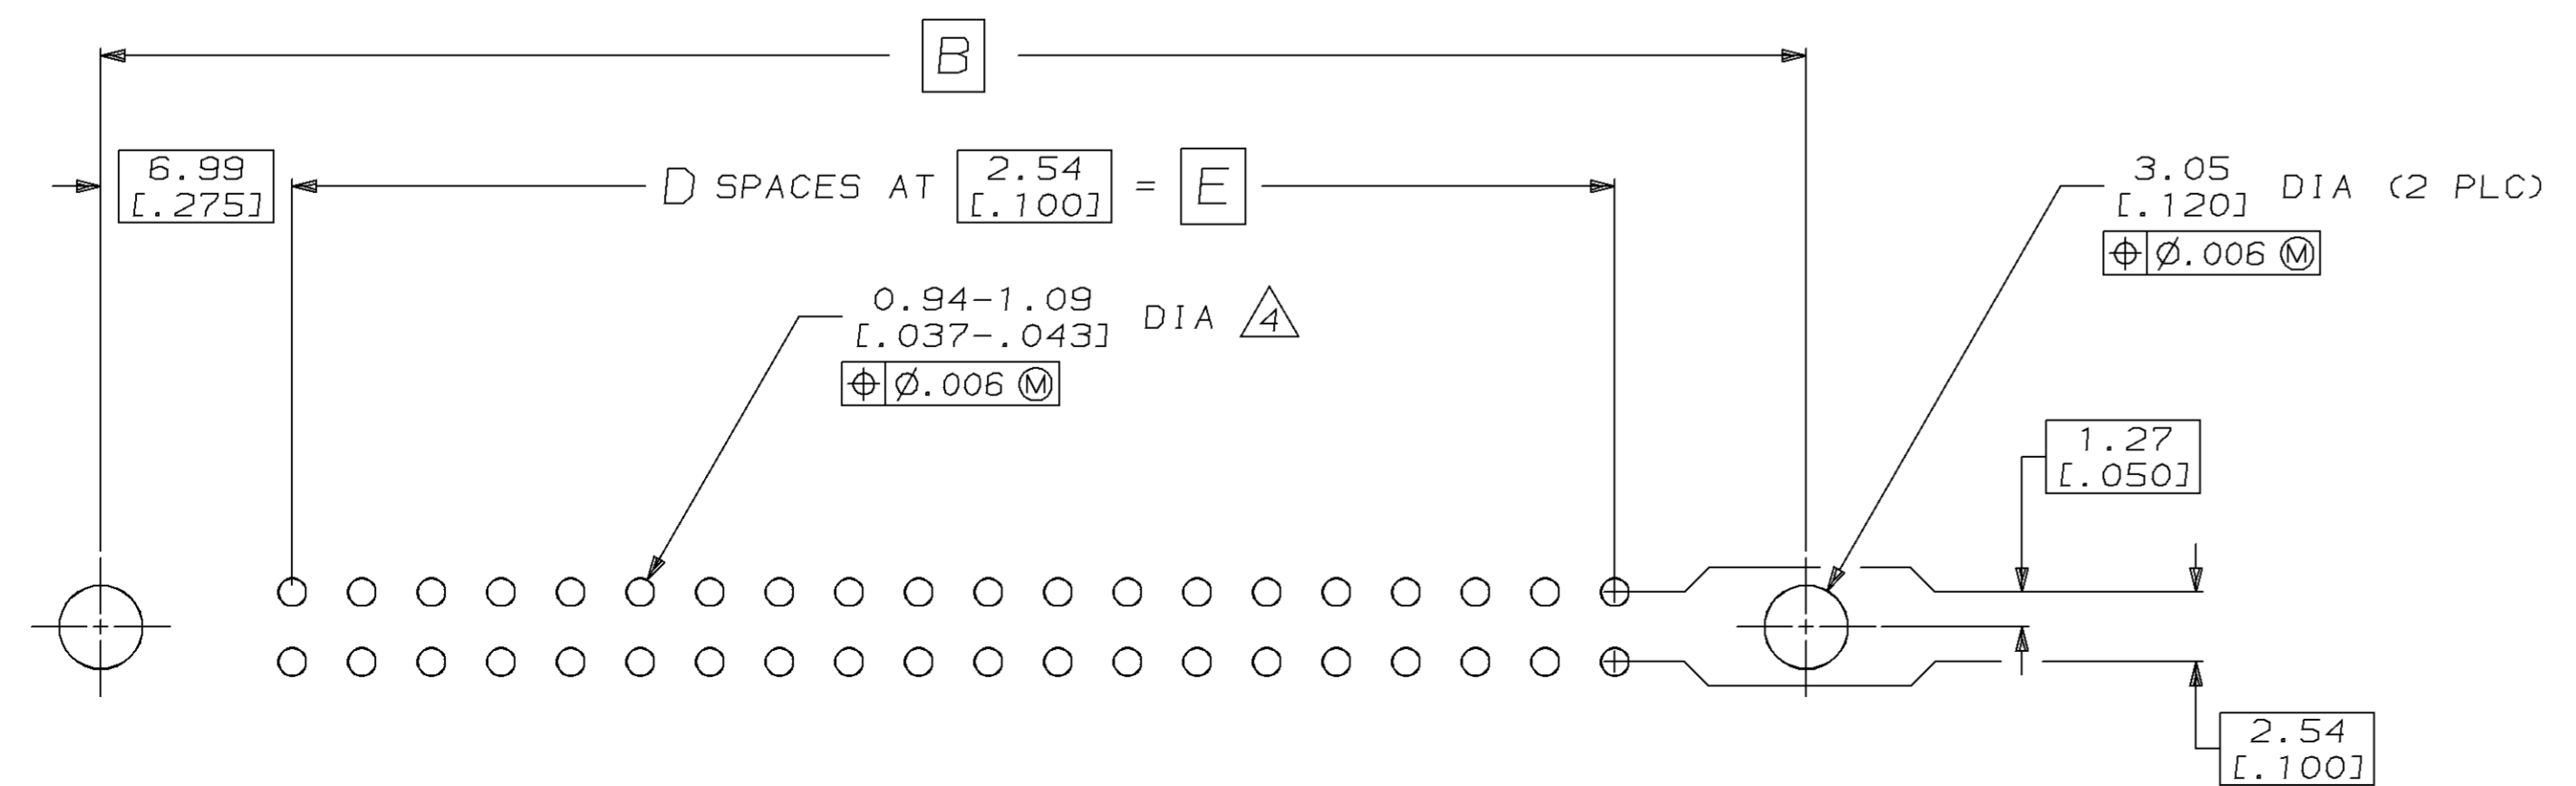 B
6.99
[.275]
D SPACES AT 2.54 = E
[.100]
3.05 DIA (2 PLC)
[.120]
⌖ Ø.006 Ⓜ
0.94-1.09 DIA 4
[.037-.043]
⌖ Ø.006 Ⓜ
1.27
[.050]
2.54
[.100]